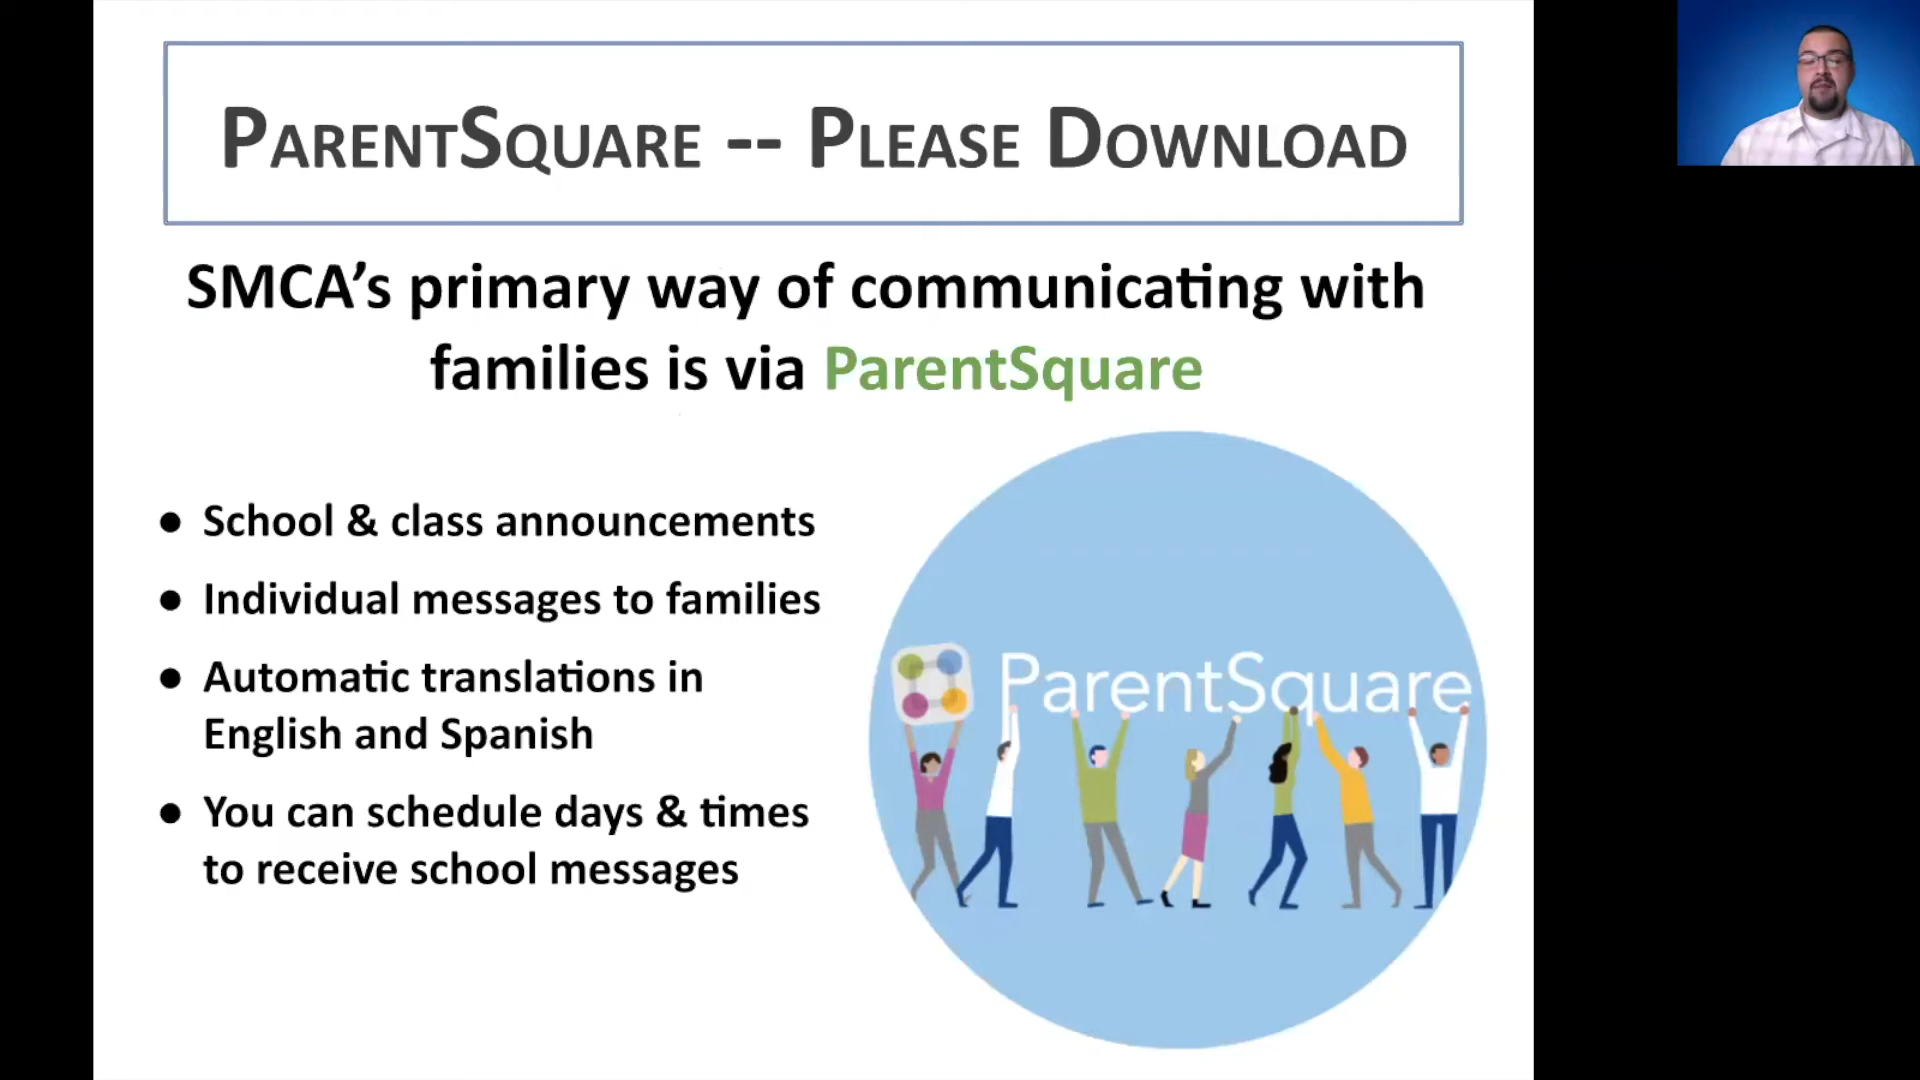 ParentSquare -- Please Download
SMCA’s primary way of communicating with
families is via ParentSquare
● School & class announcements
● Individual messages to families
● Automatic translations in
English and Spanish
● You can schedule days & times
to receive school messages
ParentSquare